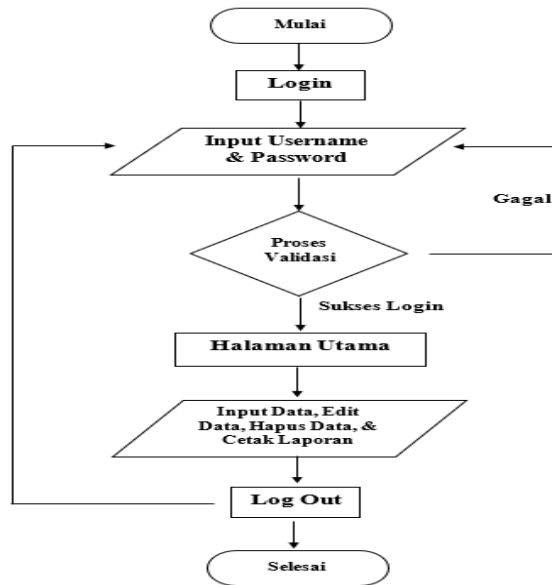 Mulai
Login
Input Username
& Password
Gagal
Proses
Validasi
Sukses Login
Halaman Utama
Input Data, Edit
Data, Hapus Data, &
Cetak Laporan
Log Out
Selesai